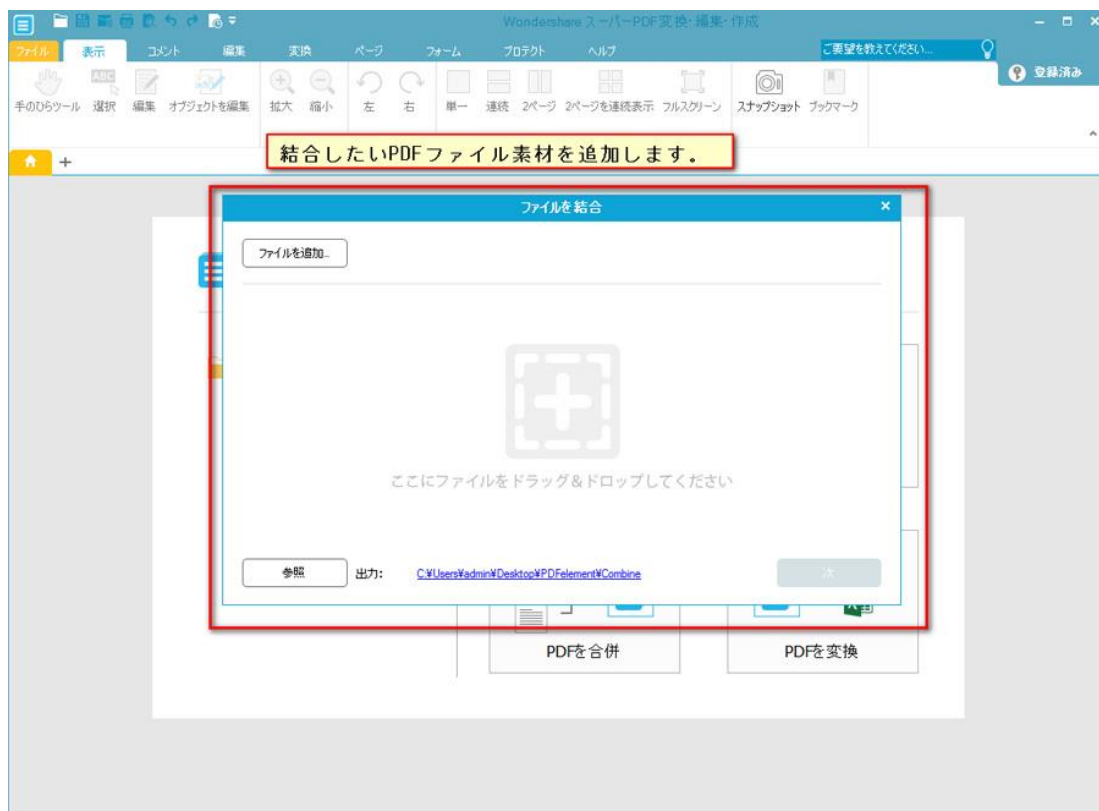 Wondershare スーパーPDF変換・編集・作成
ファイル 表示 コメント 編集 変換 ページ フォーム プロテクト ヘルプ ご要望を教えてください...
登録済み
ABC
手のひらツール 選択 編集 オブジェクトを編集 拡大 縮小 左 右 単一 連続 2ページ 2ページを連続表示 フルスクリーン スナップショット ブックマーク
結合したいPDFファイル素材を追加します。
ファイルを結合
ファイルを追加...
ここにファイルをドラッグ&ドロップしてください
参照 出力: C:¥Users¥admin¥Desktop¥PDFelement¥Combine 次
PDFを合併 PDFを変換